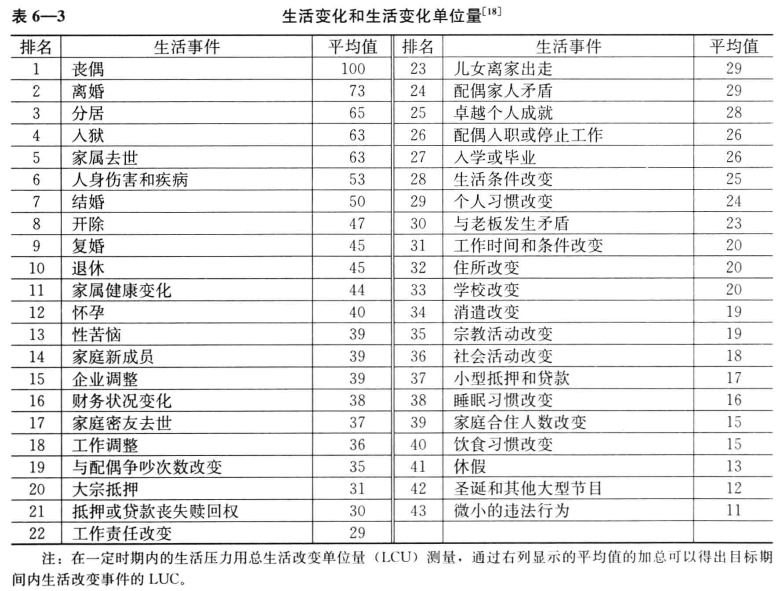 表 6—3 生活变化和生活变化单位量[18]
排名 生活事件 平均值 排名 生活事件 平均值
1 丧偶 100 23 儿女离家出走 29
2 离婚 73 24 配偶家人矛盾 29
3 分居 65 25 卓越个人成就 28
4 入狱 63 26 配偶入职或停止工作 26
5 家属去世 63 27 入学或毕业 26
6 人身伤害和疾病 53 28 生活条件改变 25
7 结婚 50 29 个人习惯改变 24
8 开除 47 30 与老板发生矛盾 23
9 复婚 45 31 工作时间和条件改变 20
10 退休 45 32 住所改变 20
11 家属健康变化 44 33 学校改变 20
12 怀孕 40 34 消遣改变 19
13 性苦恼 39 35 宗教活动改变 19
14 家庭新成员 39 36 社会活动改变 18
15 企业调整 39 37 小型抵押和贷款 17
16 财务状况变化 38 38 睡眠习惯改变 16
17 家庭密友去世 37 39 家庭合住人数改变 15
18 工作调整 36 40 饮食习惯改变 15
19 与配偶争吵次数改变 35 41 休假 13
20 大宗抵押 31 42 圣诞和其他大型节目 12
21 抵押或贷款丧失赎回权 30 43 微小的违法行为 11
22 工作责任改变 29
注：在一定时期内的生活压力用总生活改变单位量（LCU）测量，通过右列显示的平均值的加总可以得出目标期
间内生活改变事件的 LUC。